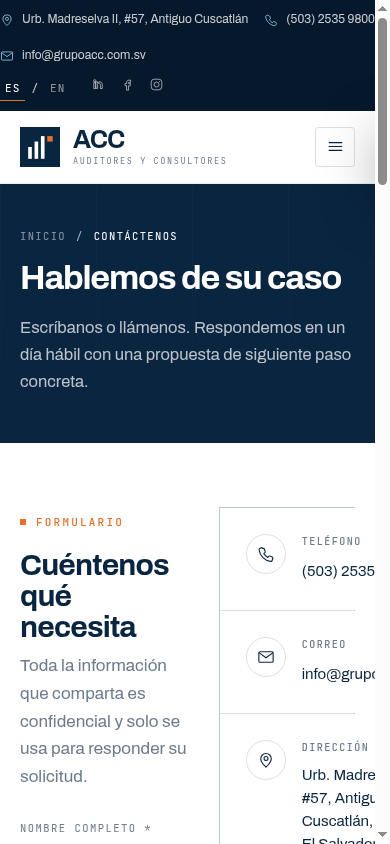 Urb. Madreselva II, #57, Antiguo Cuscatlán
(503) 2535 9800
info@grupoacc.com.sv
ES / EN
ACC
AUDITORES Y CONSULTORES
INICIO / CONTÁCTENOS
Hablemos de su caso
Escríbanos o llámenos. Respondemos en un
día hábil con una propuesta de siguiente paso
concreta.
FORMULARIO
Cuéntenos
qué
necesita
Toda la información
que comparta es
confidencial y solo se
usa para responder su
solicitud.
NOMBRE COMPLETO *
TELÉFONO
(503) 2535
CORREO
info@grupo
DIRECCIÓN
Urb. Madre
#57, Antigu
Cuscatlán,
El Salvador